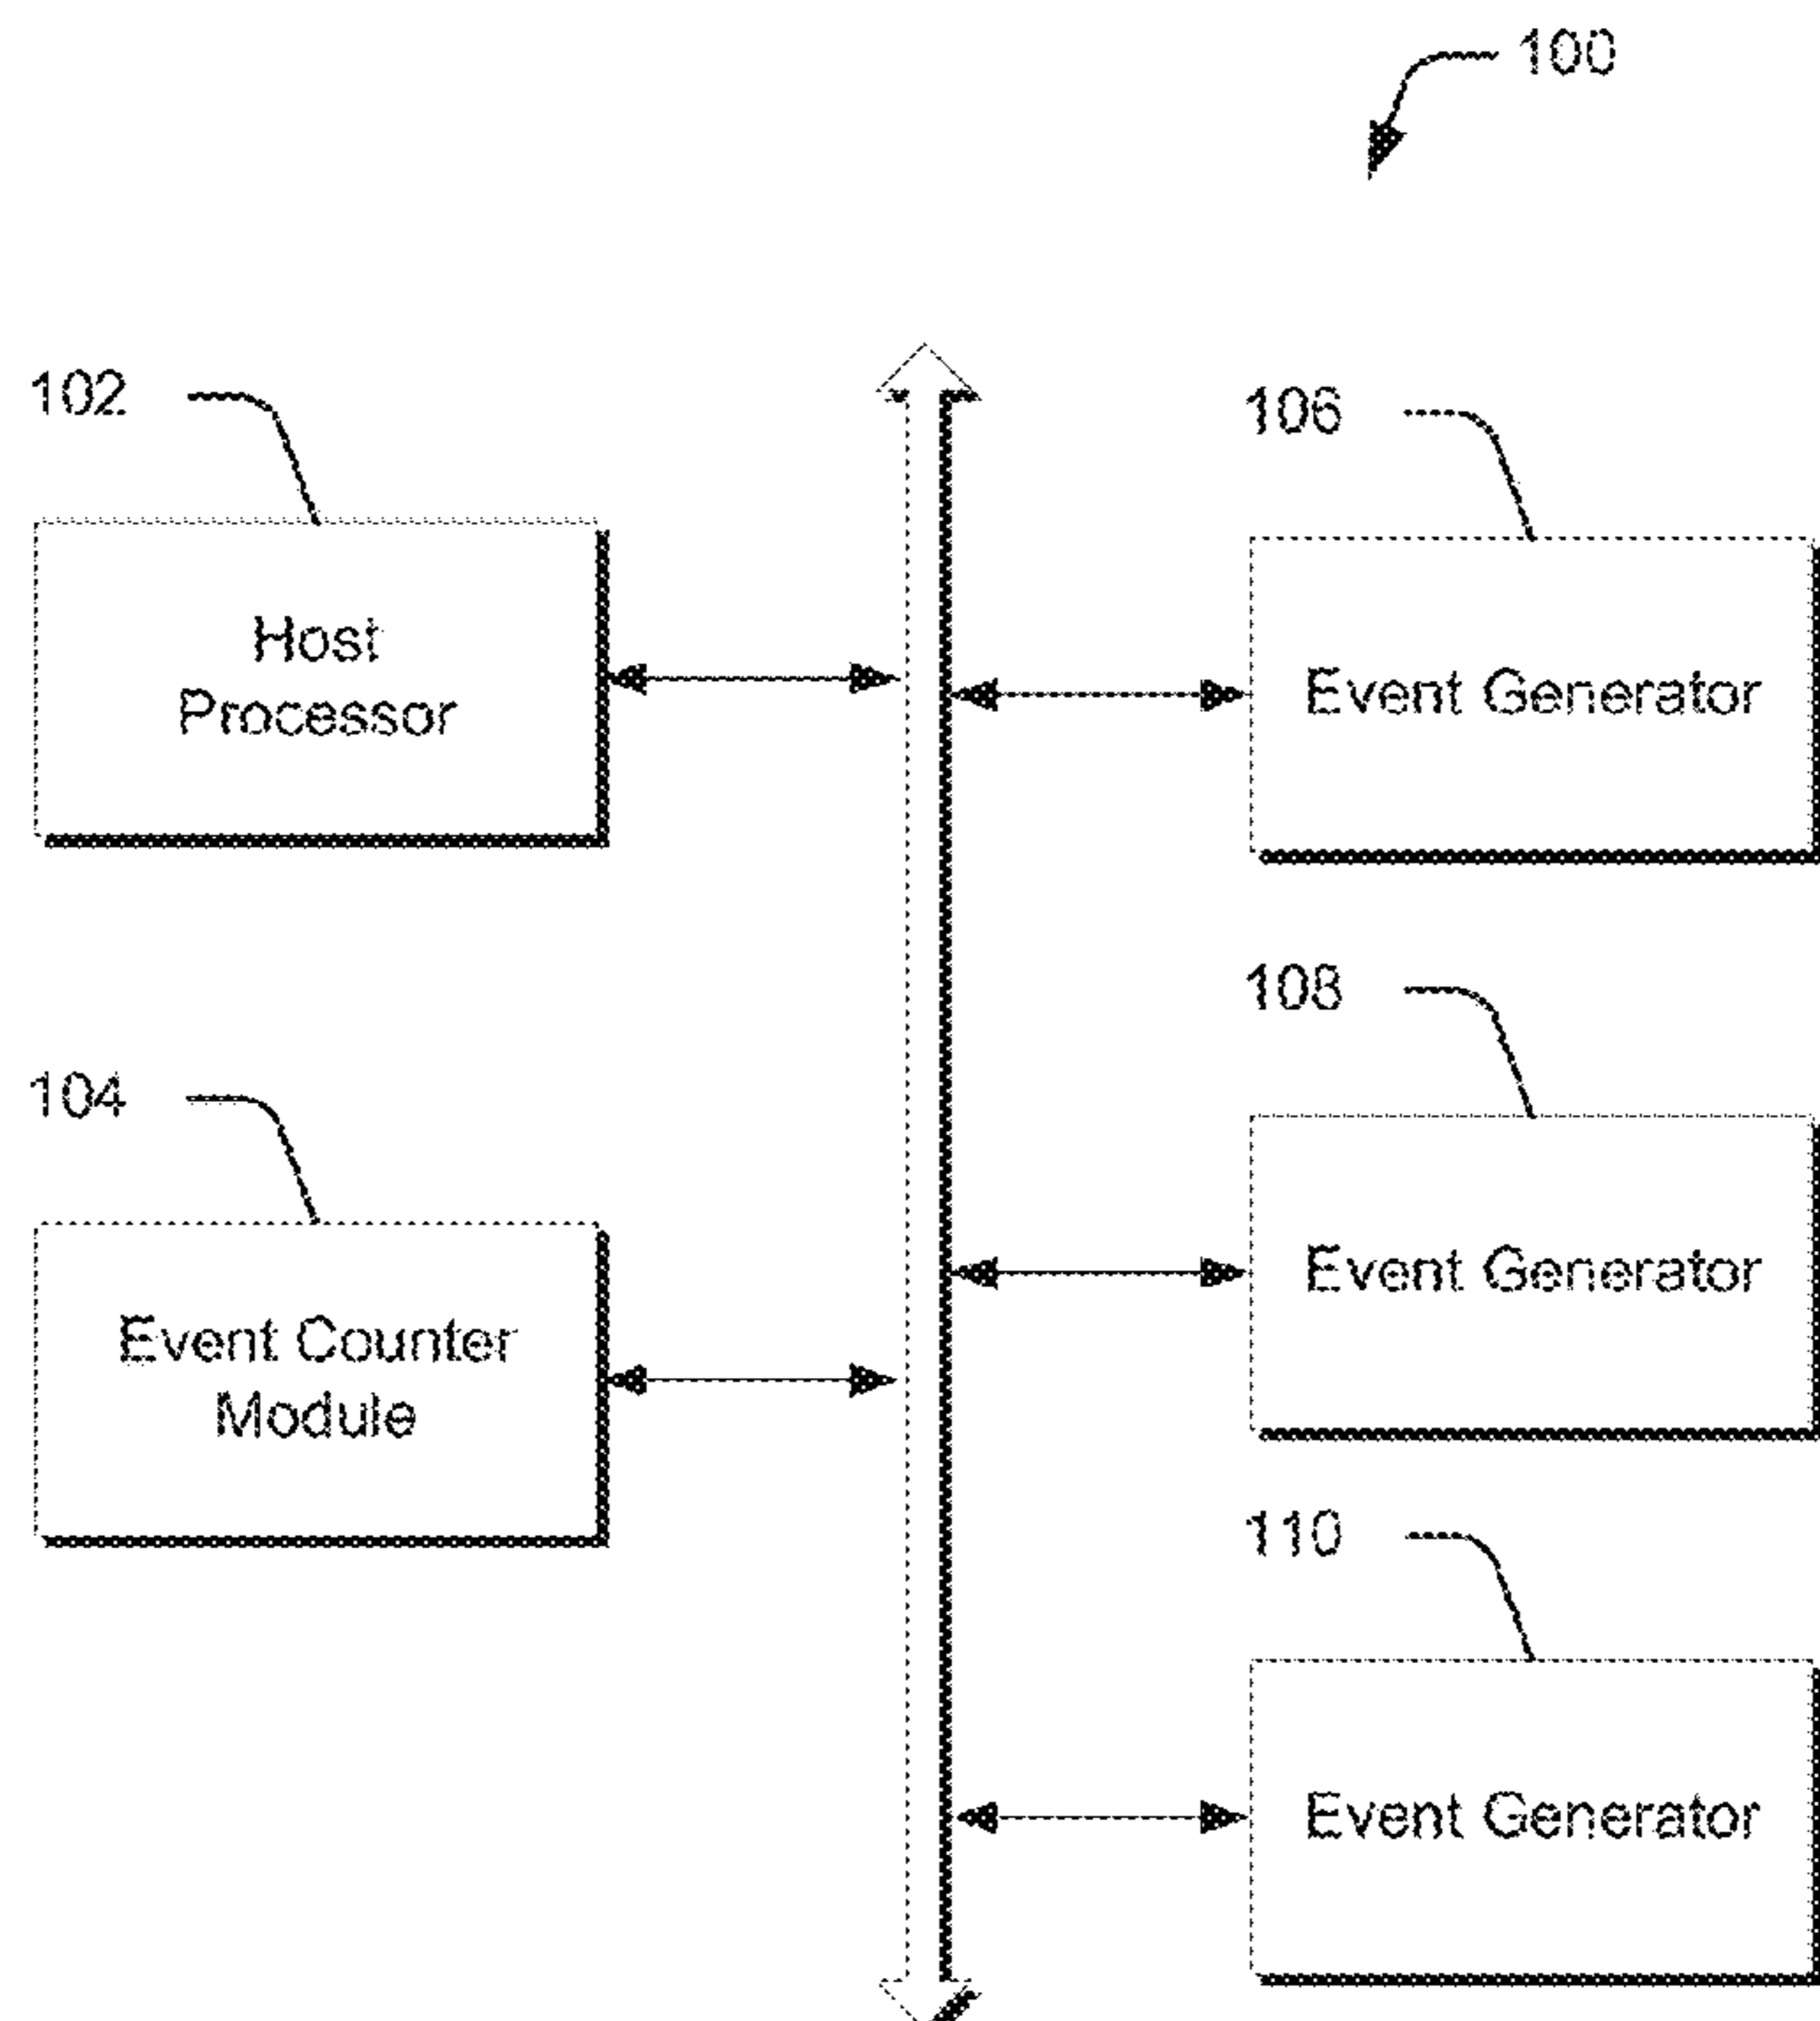 100
102
106
Host
Processor
Event Generator
108
104
Event Generator
Event Counter
Module
110
Event Generator